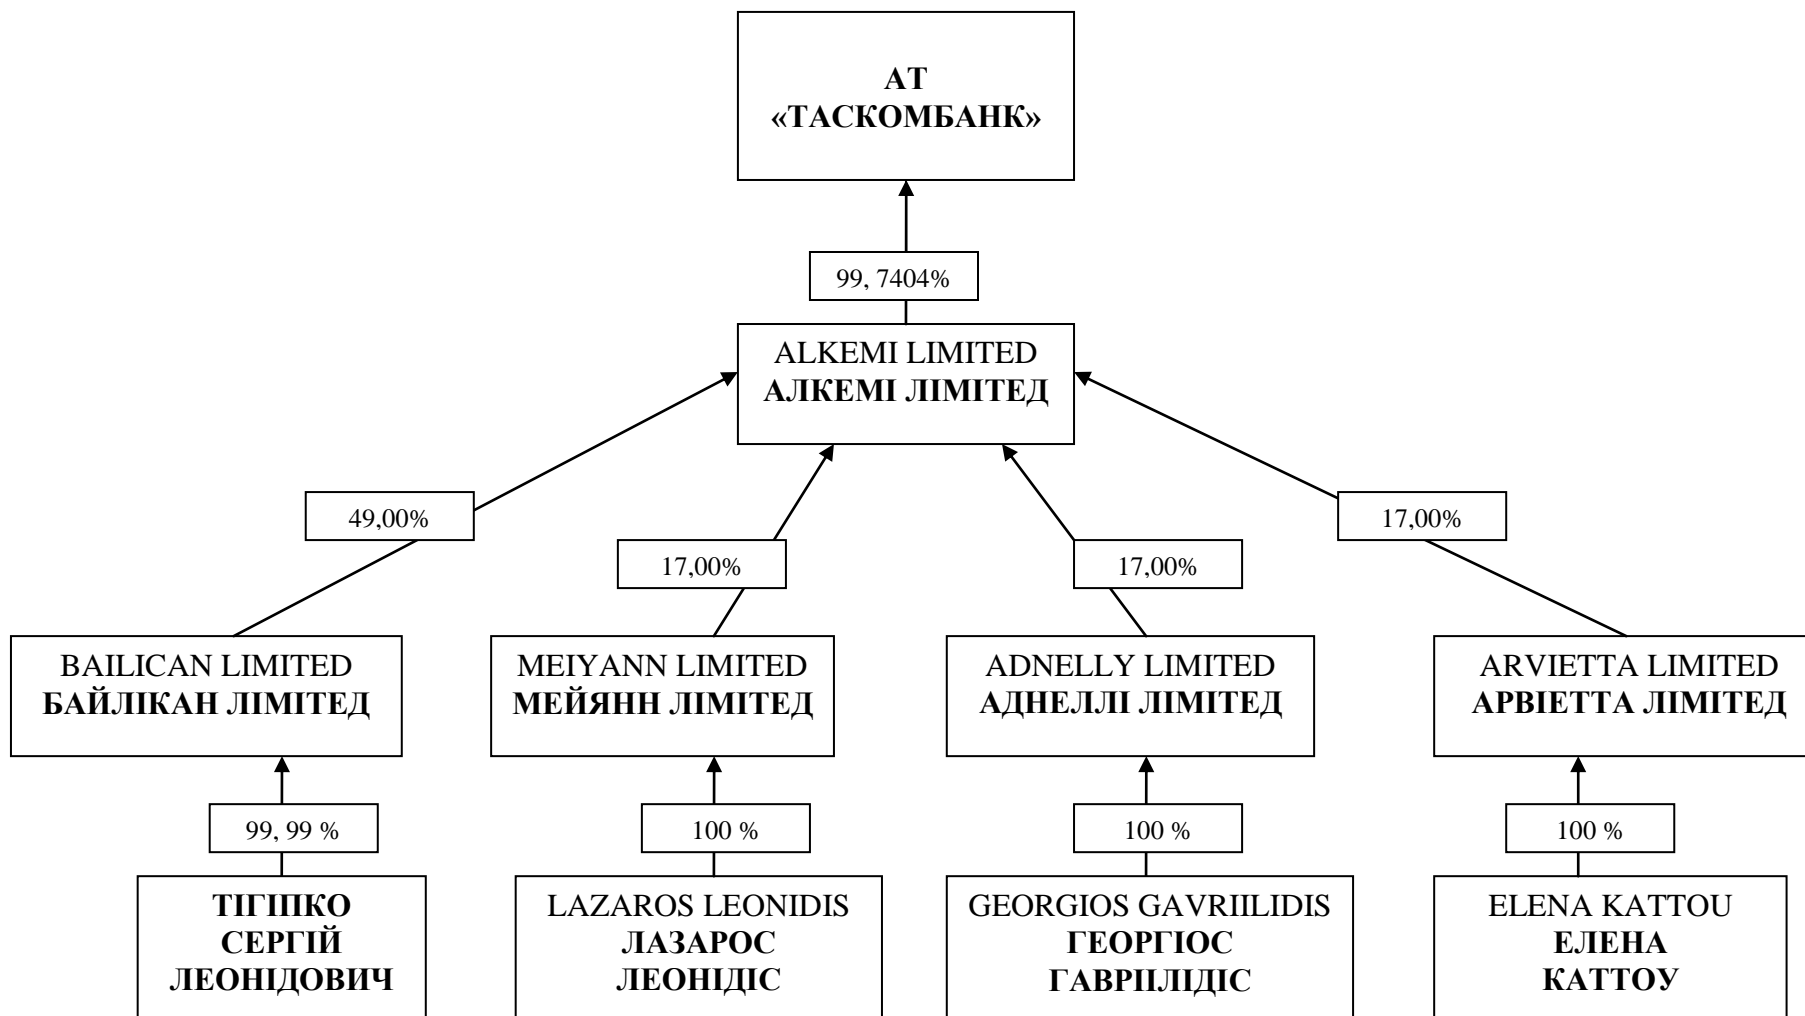 АТ
«ТАСКОМБАНК»
99, 7404%
ALKEMI LIMITED
АЛКЕМІ ЛІМІТЕД
49,00%
17,00%
17,00%
17,00%
BAILICAN LIMITED
БАЙЛІКАН ЛІМІТЕД
MEIYANN LIMITED
МЕЙЯНН ЛІМІТЕД
ADNELLY LIMITED
АДНЕЛЛІ ЛІМІТЕД
ARVIETTA LIMITED
АРВІЕТТА ЛІМІТЕД
99, 99 %
100 %
100 %
100 %
ТІГІПКО
СЕРГІЙ
ЛЕОНІДОВИЧ
LAZAROS LEONIDIS
ЛАЗАРОС
ЛЕОНІДІС
GEORGIOS GAVRIILIDIS
ГЕОРГІОС
ГАВРІІЛІДІС
ELENA KATTOU
ЕЛЕНА
КАТТОУ